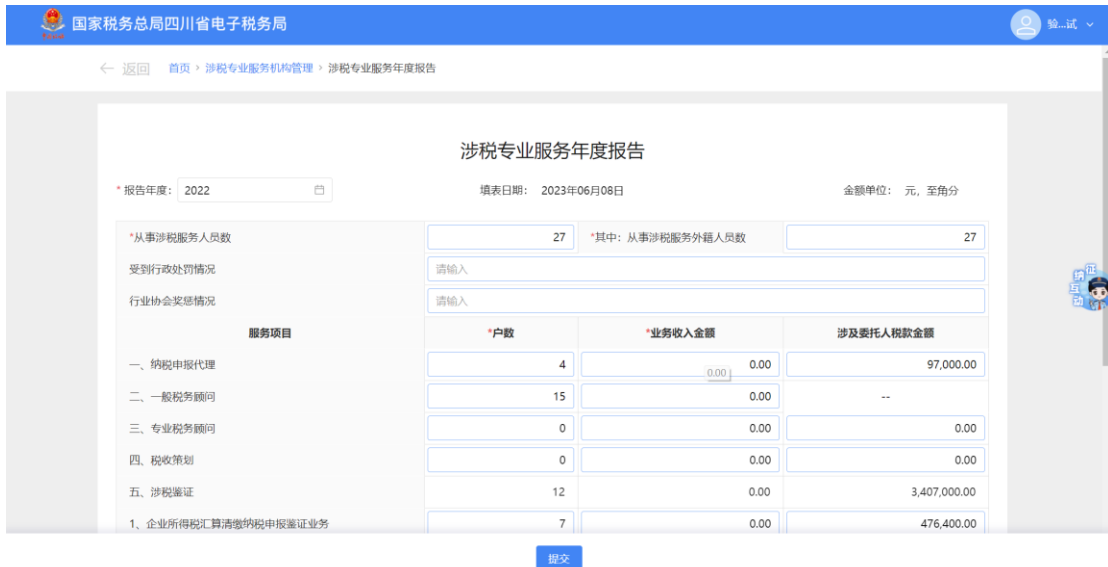 国家税务总局四川省电子税务局
验...试
← 返回 首页 > 涉税专业服务机构管理 > 涉税专业服务年度报告
涉税专业服务年度报告
* 报告年度： 2022 填表日期： 2023年06月08日 金额单位： 元，至角分
*从事涉税服务人员数 27 *其中：从事涉税服务外籍人员数 27
受到行政处罚情况 请输入
行业协会奖惩情况 请输入
服务项目 *户数 *业务收入金额 涉及委托人税款金额
一、纳税申报代理 4 0.00 97,000.00
0.00
二、一般税务顾问 15 0.00 --
三、专业税务顾问 0 0.00 0.00
四、税收策划 0 0.00 0.00
五、涉税鉴证 12 0.00 3,407,000.00
1、企业所得税汇算清缴纳税申报鉴证业务 7 0.00 476,400.00
征纳互动
提交